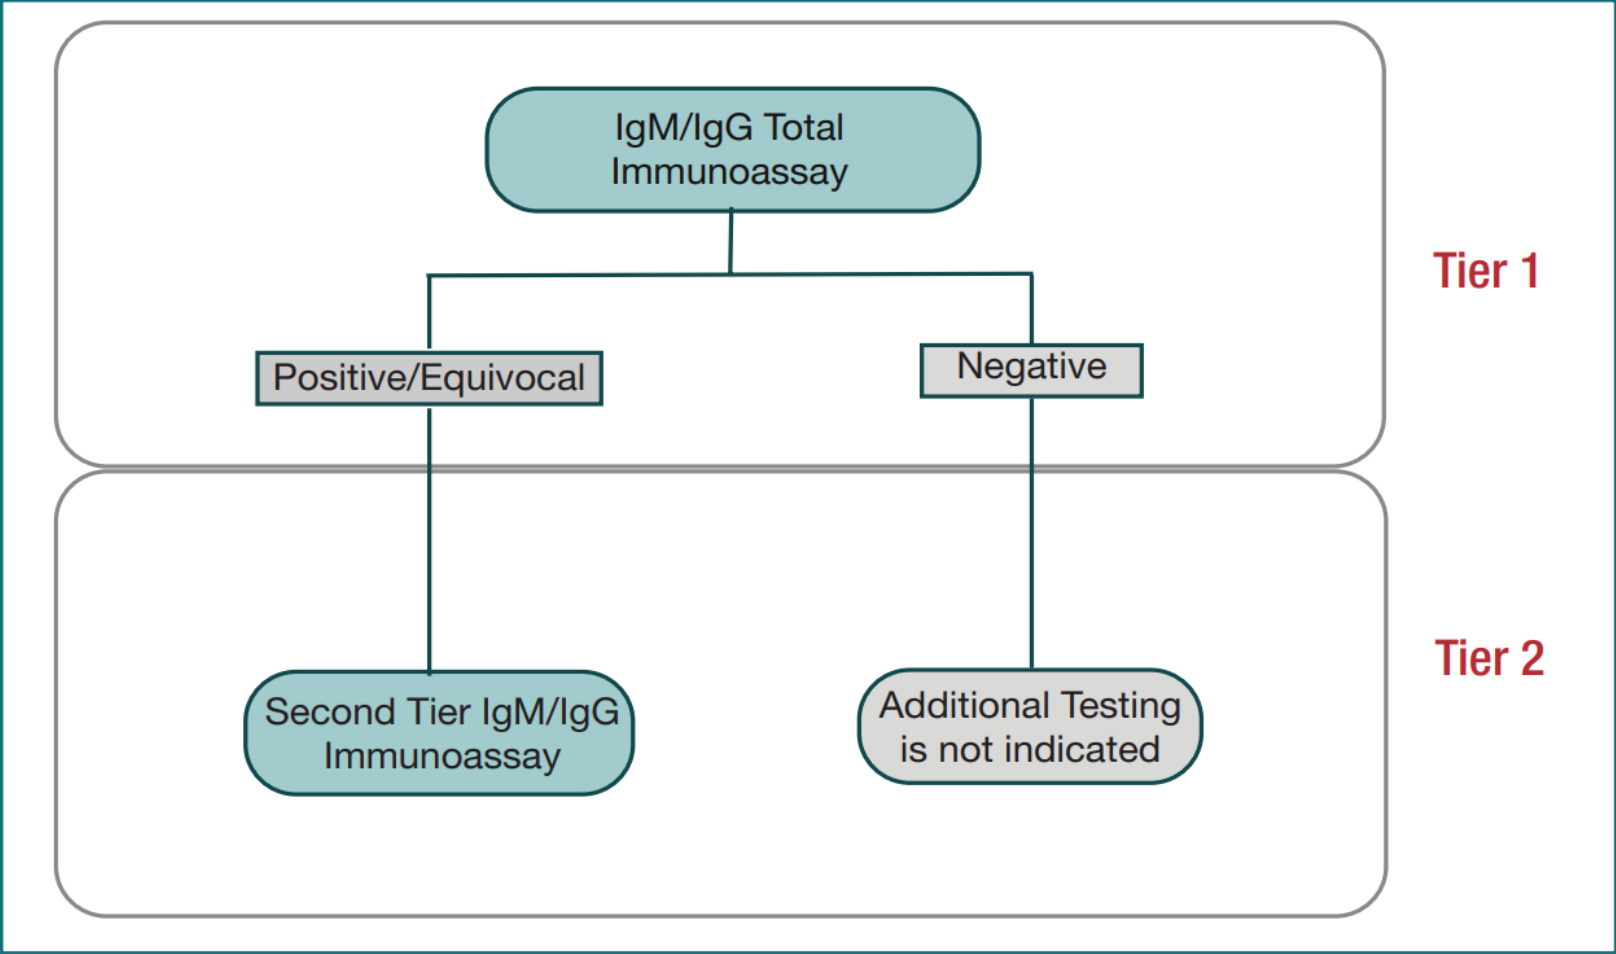 IgM/IgG Total
Immunoassay
Tier 1
Positive/Equivocal
Negative
Tier 2
Second Tier IgM/IgG
Immunoassay
Additional Testing
is not indicated